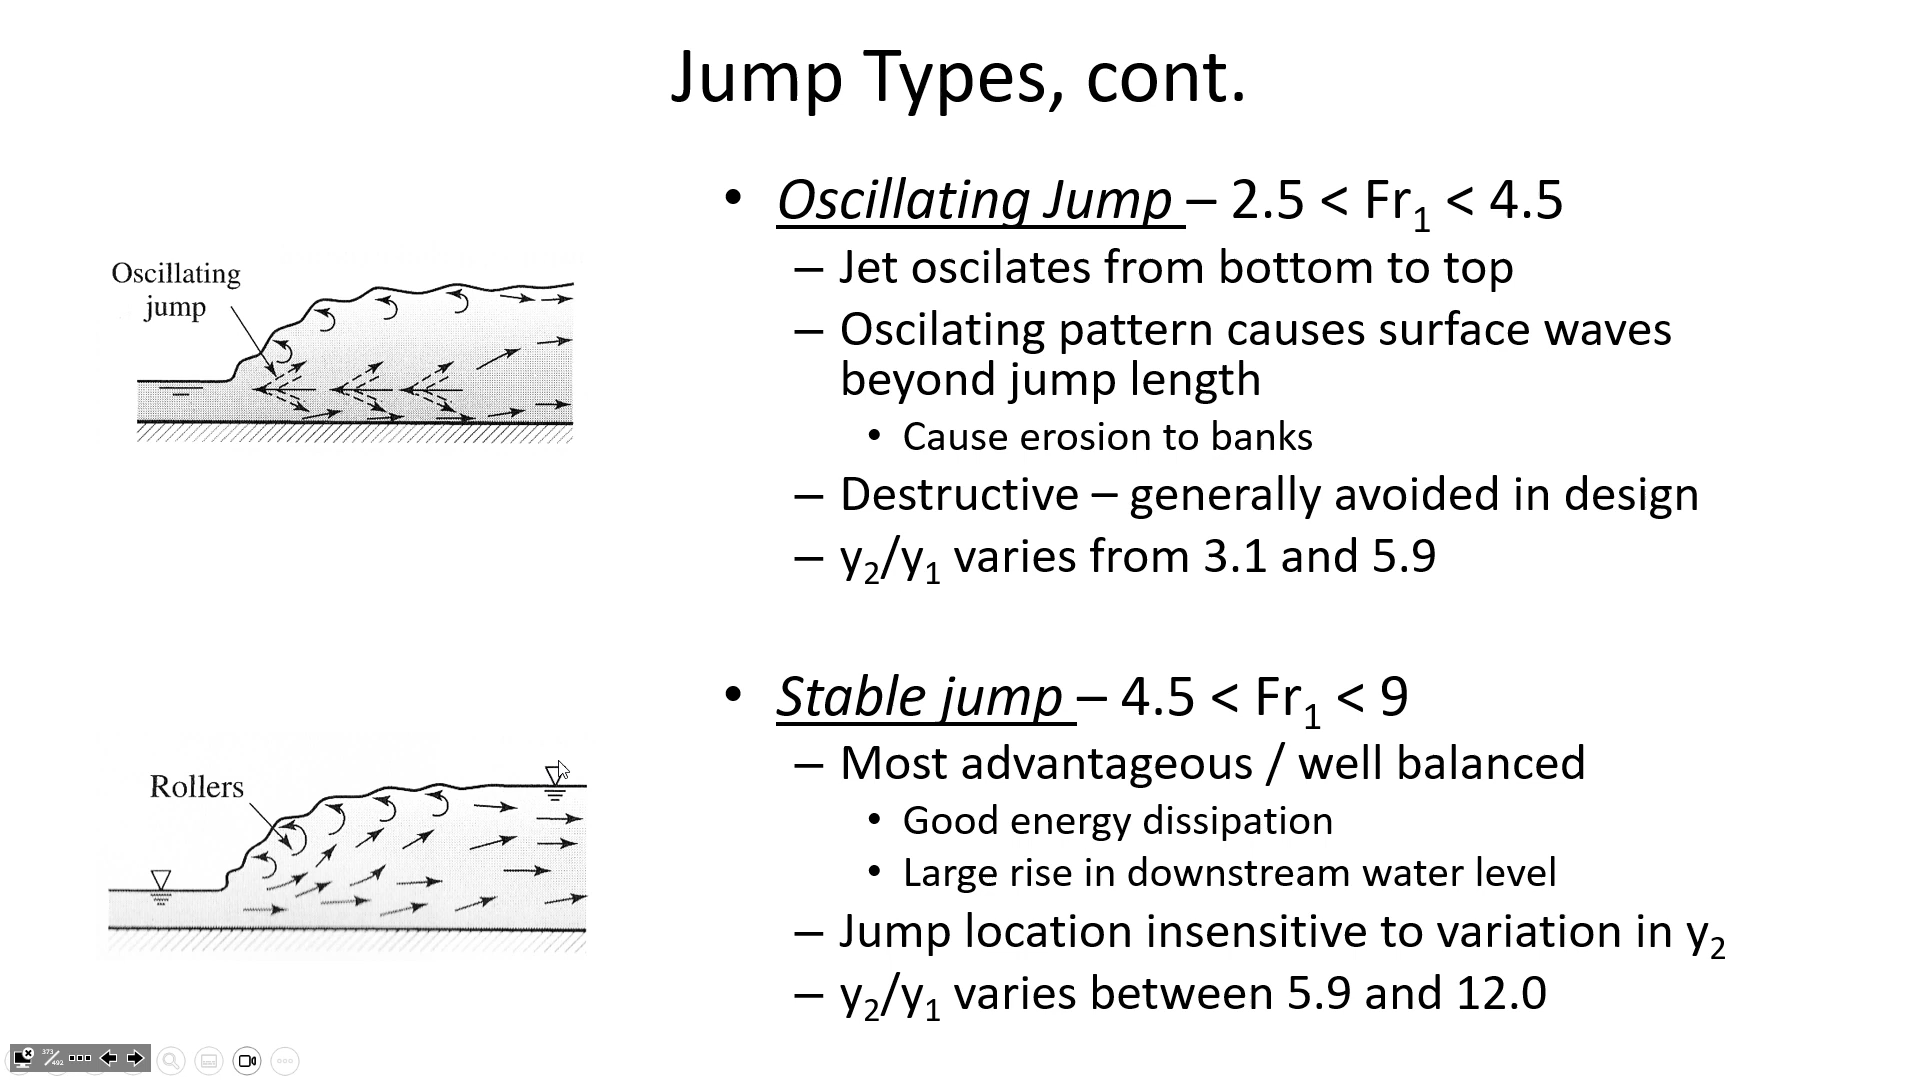 Jump Types, cont.
• Oscillating Jump – 2.5 < Fr₁ < 4.5
– Jet oscilates from bottom to top
– Oscilating pattern causes surface waves
beyond jump length
• Cause erosion to banks
– Destructive – generally avoided in design
– y₂/y₁ varies from 3.1 and 5.9
Oscillating
jump
• Stable jump – 4.5 < Fr₁ < 9
– Most advantageous / well balanced
• Good energy dissipation
• Large rise in downstream water level
– Jump location insensitive to variation in y₂
– y₂/y₁ varies between 5.9 and 12.0
Rollers
373/492